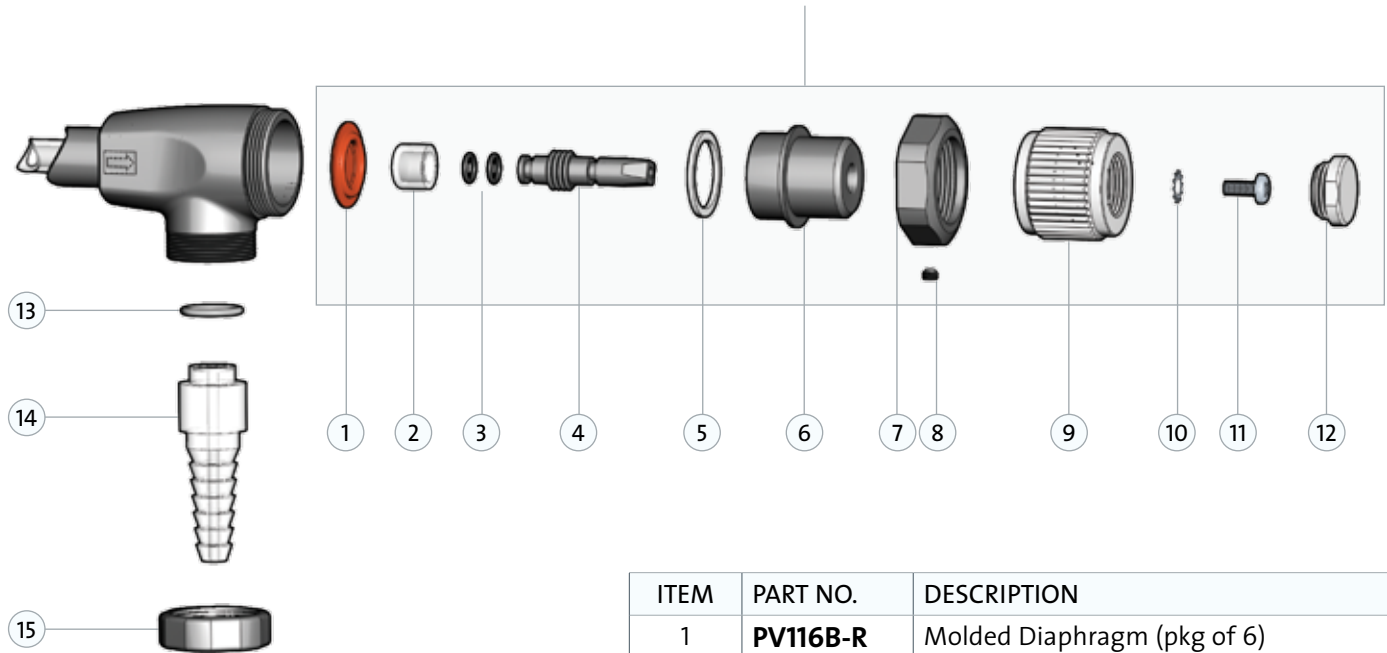 13
14
1 2 3 4 5 6 7 8 9 10 11 12
15
ITEM PART NO. DESCRIPTION
1 PV116B-R Molded Diaphragm (pkg of 6)